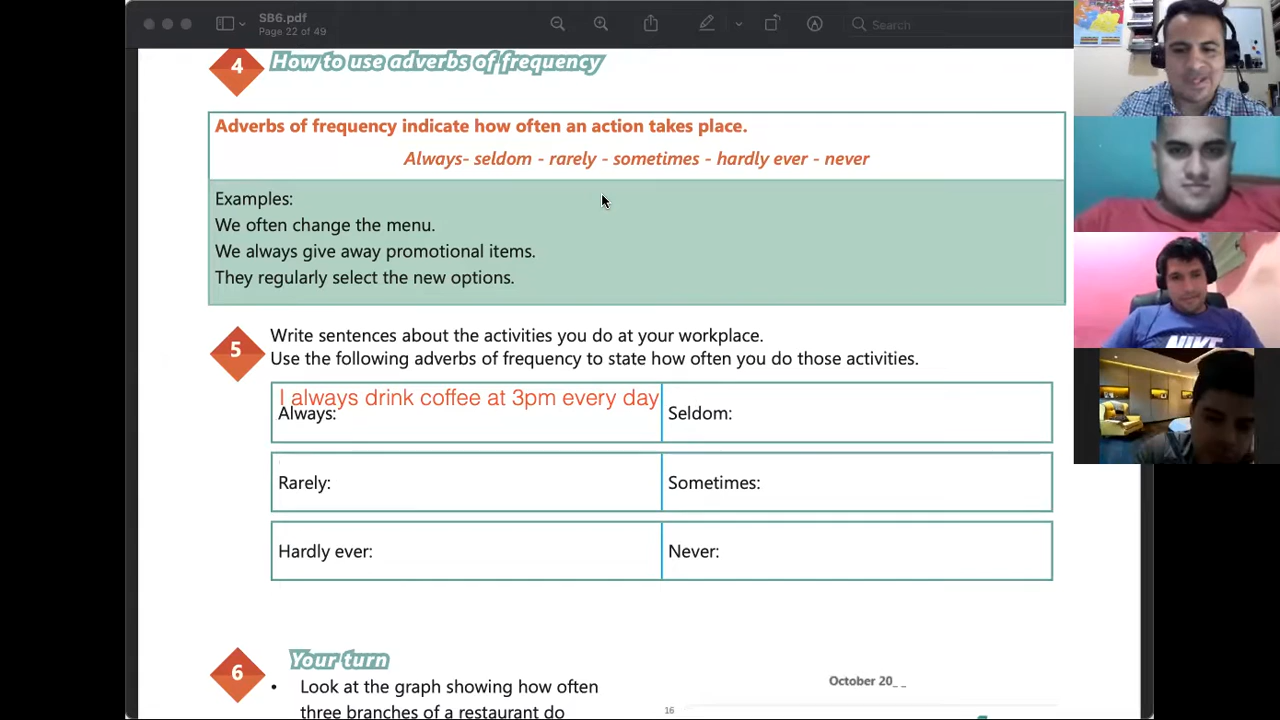 SB6.pdf
Page 22 of 49
Search
4
How to use adverbs of frequency
Adverbs of frequency indicate how often an action takes place.
Always- seldom - rarely - sometimes - hardly ever - never
Examples:
We often change the menu.
We always give away promotional items.
They regularly select the new options.
5
Write sentences about the activities you do at your workplace.
Use the following adverbs of frequency to state how often you do those activities.
I always drink coffee at 3pm every day
Always:
Seldom:
Rarely:
Sometimes:
Hardly ever:
Never:
6
Your turn
• Look at the graph showing how often
three branches of a restaurant do
October 20_ _
16
NIKE